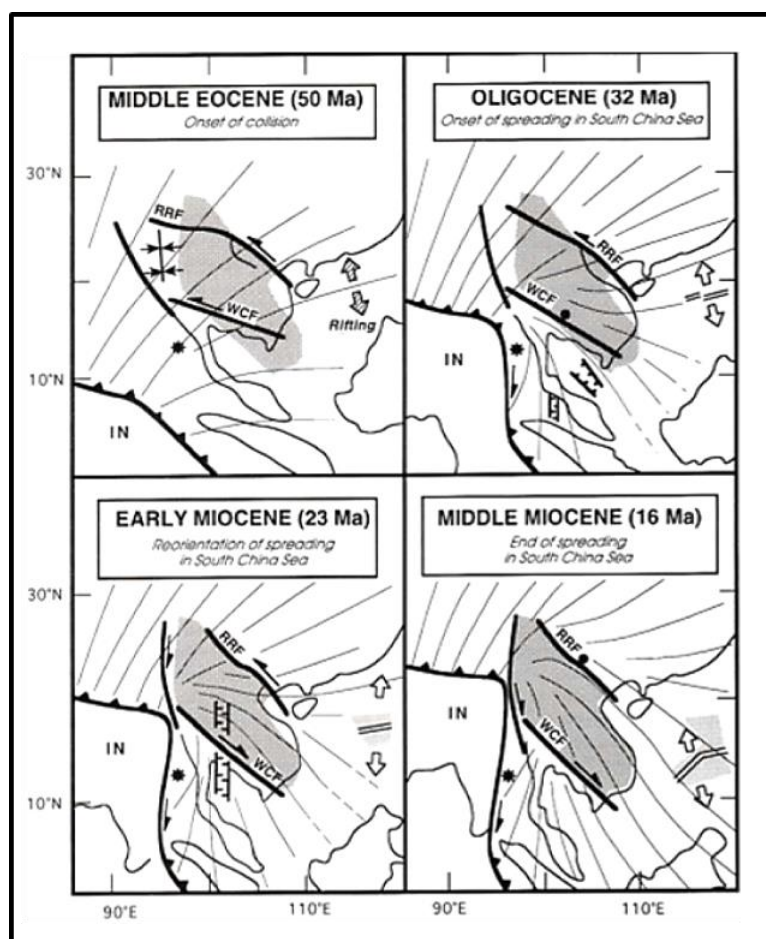 MIDDLE EOCENE (50 Ma)
Onset of collision
30°N
RRF
WCF
Rifting
10°N
IN
OLIGOCENE (32 Ma)
Onset of spreading in South China Sea
RRF
WCF
IN
EARLY MIOCENE (23 Ma)
Reorientation of spreading
in South China Sea
30°N
RRF
IN
WCF
10°N
90°E
110°E
MIDDLE MIOCENE (16 Ma)
End of spreading
in South China Sea
RRF
IN
WCF
90°E
110°E